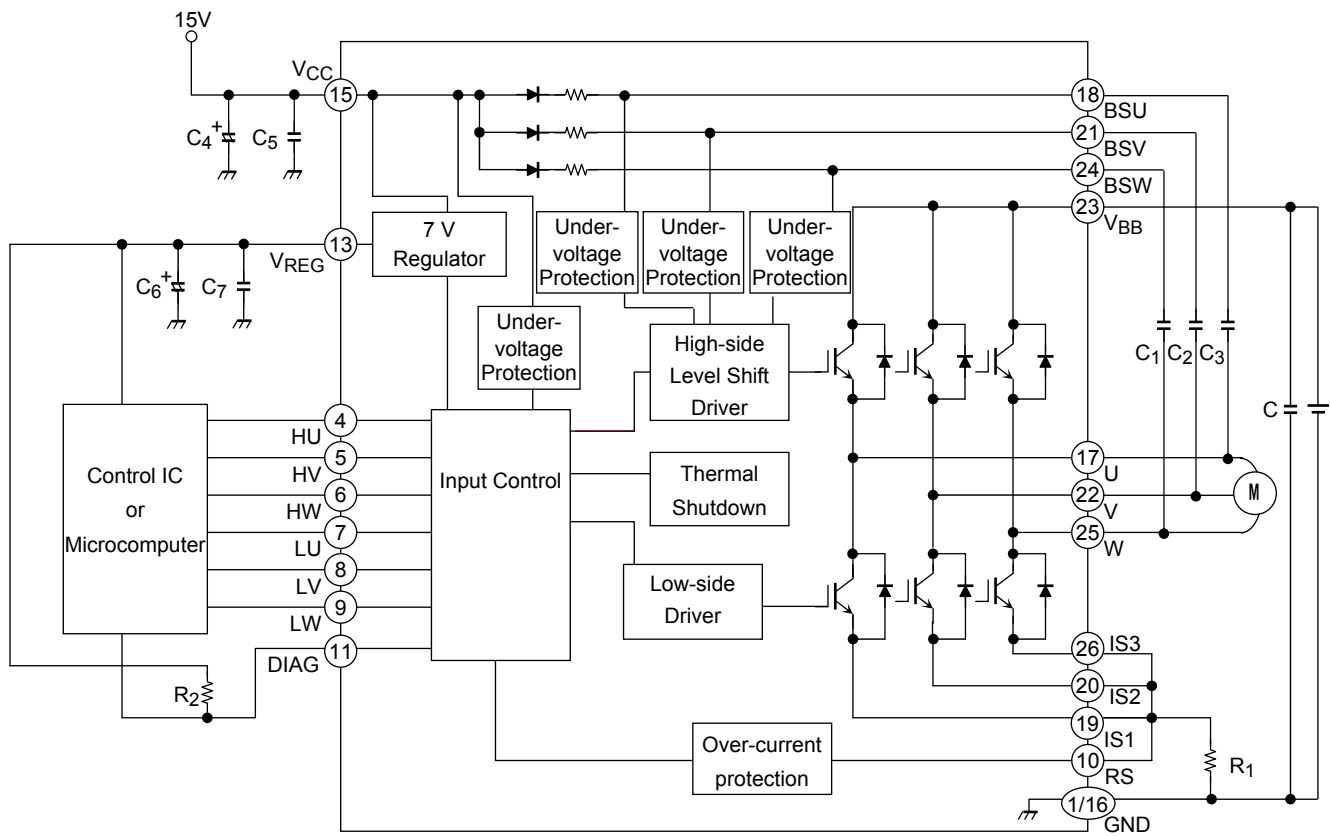 15V
VCC
15
C4
+
C5
18
BSU
21
BSV
24
BSW
23
VBB
13
VREG
7 V
Regulator
Under-
voltage
Protection
Under-
voltage
Protection
Under-
voltage
Protection
C6
+
C7
Under-
voltage
Protection
High-side
Level Shift
Driver
C1
C2
C3
C
Control IC
or
Microcomputer
4
HU
5
HV
6
HW
7
LU
8
LV
9
LW
11
DIAG
Input Control
Thermal
Shutdown
Low-side
Driver
17
U
22
V
25
W
M
26
IS3
20
IS2
19
IS1
10
RS
R2
Over-current
protection
R1
1/16
GND